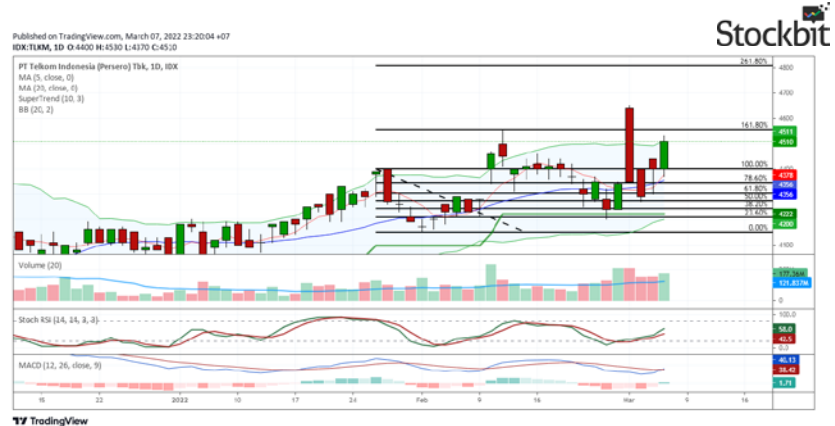 Stockbit
Published on TradingView.com, March 07, 2022 23:20:04 +07
IDX:TLKM, 1D O:4400 H:4530 L:4370 C:4510
PT Telkom Indonesia (Persero) Tbk, 1D, IDX
MA (5, close, 0)
MA (20, close, 0)
SuperTrend (10, 3)
BB (20, 2)
261.80%
4800
4700
4600
161.80%
4511
4510
100.00%
4400
4378
78.60%
4356
61.80%
4356
50.00%
38.20%
4222
23.60%
4200
0.00%
4100
Volume (20)
177.36M
121.837M
0
Stoch RSI (14, 14, 3, 3)
100.0
58.0
42.5
0.0
MACD (12, 26, close, 9)
40.13
38.42
1.71
15 22 2022 10 17 24 Feb 9 16 Mar 9 16
TradingView